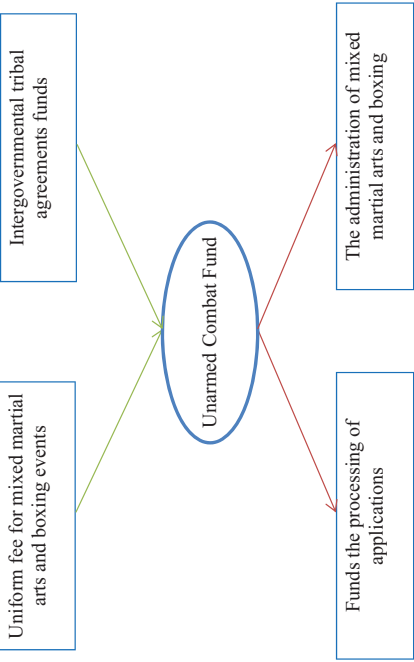 Uniform fee for mixed martial
arts and boxing events
Intergovernmental tribal
agreements funds
Unarmed Combat Fund
Funds the processing of
applications
The administration of mixed
martial arts and boxing